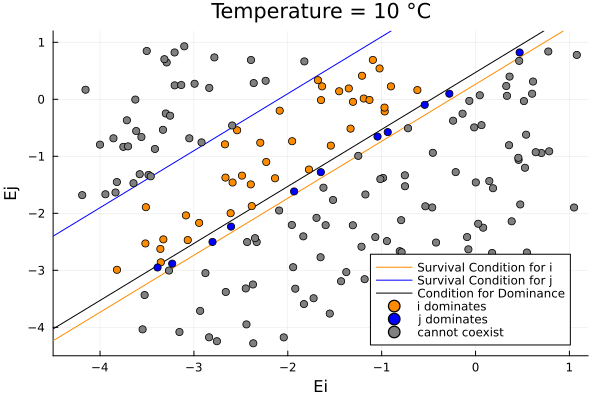 Temperature = 10 °C
Ej
1
0
−1
−2
−3
−4
Survival Condition for i
Survival Condition for j
Condition for Dominance
i dominates
j dominates
cannot coexist
−4 −3 −2 −1 0 1
Ei